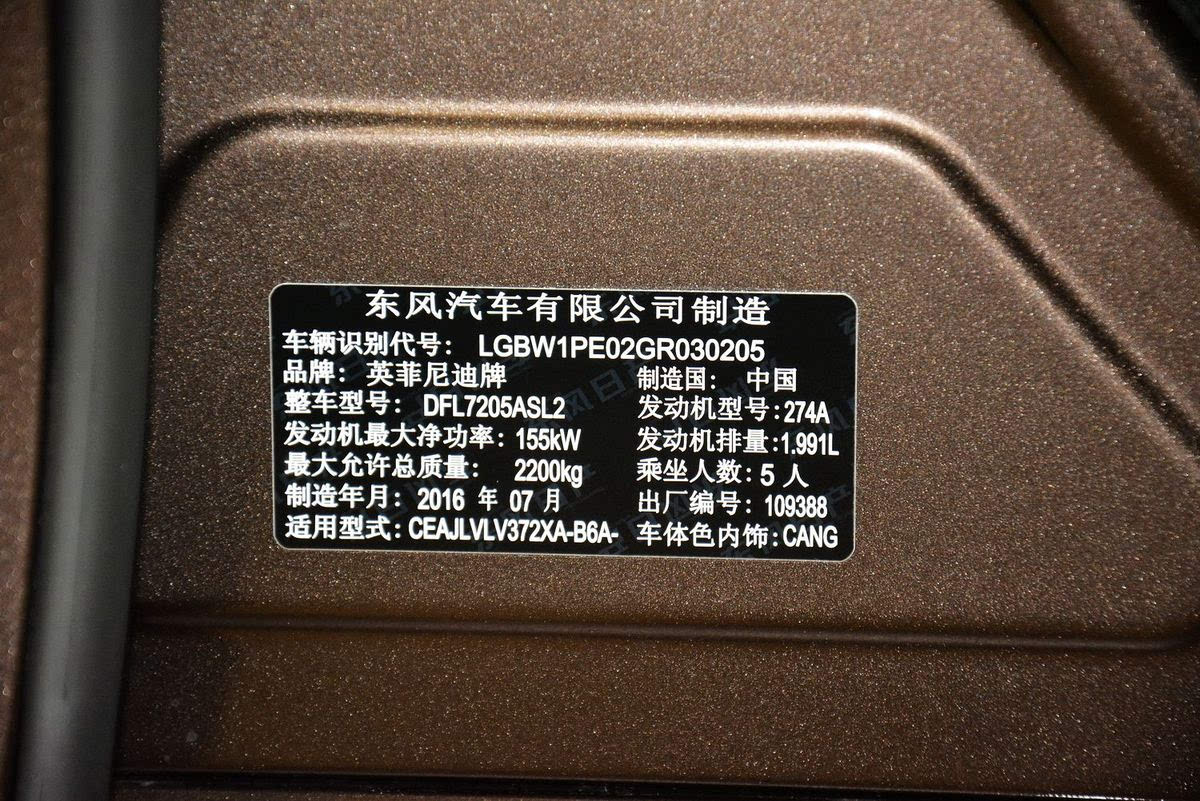 东风汽车有限公司制造
车辆识别代号: LGBW1PE02GR030205
品牌: 英菲尼迪牌 制造国: 中国
整车型号: DFL7205ASL2 发动机型号:274A
发动机最大净功率: 155kW 发动机排量:1.991L
最大允许总质量: 2200kg 乘坐人数: 5 人
制造年月: 2016 年 07 月 出厂编号: 109388
适用型式: CEAJLVLV372XA-B6A- 车体色内饰:CANG